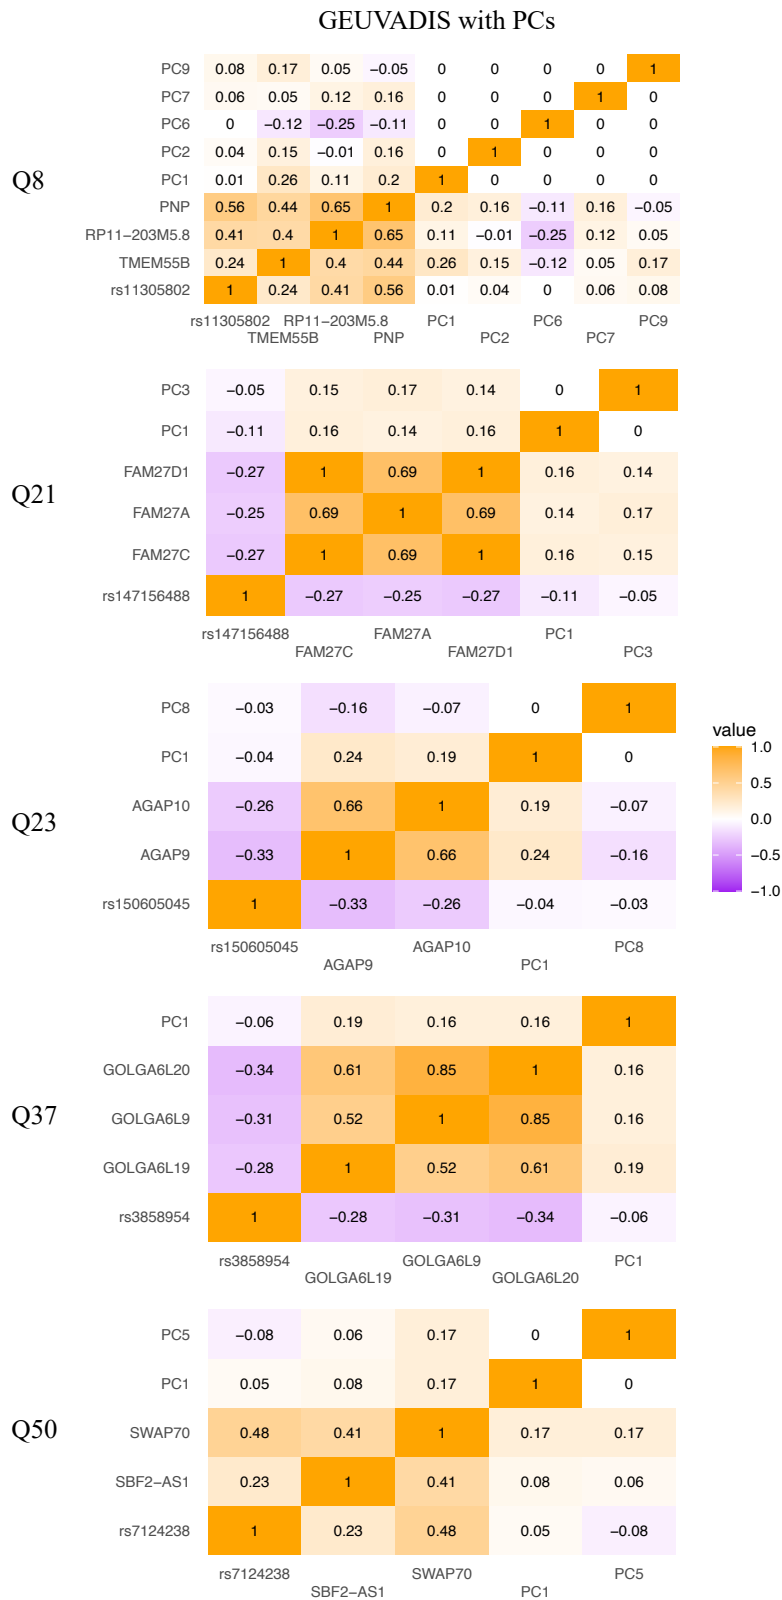 GEUVADIS with PCs
Q8
PC9 0.08 0.17 0.05 −0.05 0 0 0 0 1
PC7 0.06 0.05 0.12 0.16 0 0 0 1 0
PC6 0 −0.12 −0.25 −0.11 0 0 1 0 0
PC2 0.04 0.15 −0.01 0.16 0 1 0 0 0
PC1 0.01 0.26 0.11 0.2 1 0 0 0 0
PNP 0.56 0.44 0.65 1 0.2 0.16 −0.11 0.16 −0.05
RP11−203M5.8 0.41 0.4 1 0.65 0.11 −0.01 −0.25 0.12 0.05
TMEM55B 0.24 1 0.4 0.44 0.26 0.15 −0.12 0.05 0.17
rs11305802 1 0.24 0.41 0.56 0.01 0.04 0 0.06 0.08
rs11305802 RP11−203M5.8 PC1 PC6 PC9
TMEM55B PNP PC2 PC7
Q21
PC3 −0.05 0.15 0.17 0.14 0 1
PC1 −0.11 0.16 0.14 0.16 1 0
FAM27D1 −0.27 1 0.69 1 0.16 0.14
FAM27A −0.25 0.69 1 0.69 0.14 0.17
FAM27C −0.27 1 0.69 1 0.16 0.15
rs147156488 1 −0.27 −0.25 −0.27 −0.11 −0.05
rs147156488 FAM27A PC1
FAM27C FAM27D1 PC3
Q23
PC8 −0.03 −0.16 −0.07 0 1
PC1 −0.04 0.24 0.19 1 0
AGAP10 −0.26 0.66 1 0.19 −0.07
AGAP9 −0.33 1 0.66 0.24 −0.16
rs150605045 1 −0.33 −0.26 −0.04 −0.03
rs150605045 AGAP10 PC8
AGAP9 PC1
value
1.0
0.5
0.0
−0.5
−1.0
Q37
PC1 −0.06 0.19 0.16 0.16 1
GOLGA6L20 −0.34 0.61 0.85 1 0.16
GOLGA6L9 −0.31 0.52 1 0.85 0.16
GOLGA6L19 −0.28 1 0.52 0.61 0.19
rs3858954 1 −0.28 −0.31 −0.34 −0.06
rs3858954 GOLGA6L9 PC1
GOLGA6L19 GOLGA6L20
Q50
PC5 −0.08 0.06 0.17 0 1
PC1 0.05 0.08 0.17 1 0
SWAP70 0.48 0.41 1 0.17 0.17
SBF2−AS1 0.23 1 0.41 0.08 0.06
rs7124238 1 0.23 0.48 0.05 −0.08
rs7124238 SWAP70 PC5
SBF2−AS1 PC1